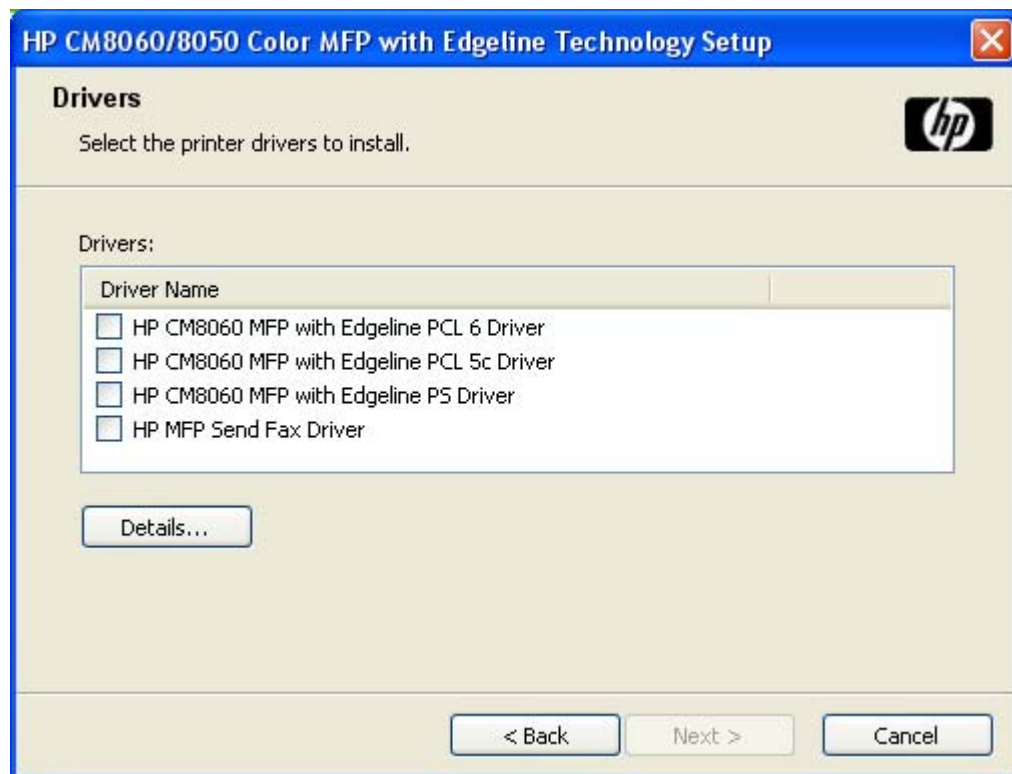 HP CM8060/8050 Color MFP with Edgeline Technology Setup
Drivers
Select the printer drivers to install.
hp
Drivers:
Driver Name
HP CM8060 MFP with Edgeline PCL 6 Driver
HP CM8060 MFP with Edgeline PCL 5c Driver
HP CM8060 MFP with Edgeline PS Driver
HP MFP Send Fax Driver
Details...
< Back
Next >
Cancel